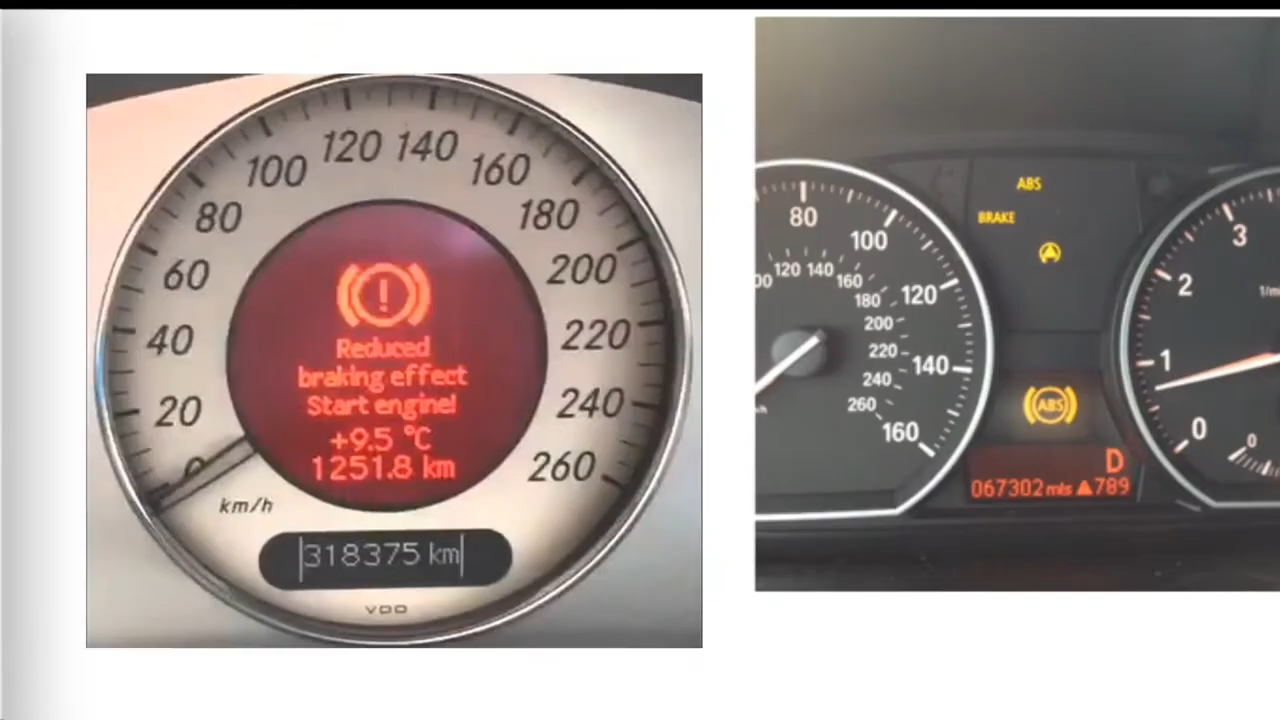 120 140
100 160
80 180
60 200
40 220
20 240
0 260
!
Reduced
braking effect
Start engine!
+9.5 °C
1251.8 km
km/h
318375 km
VDO
ABS
BRAKE
80
100
120
140
160
120 140 160
180
200
220
240
260
ABS
D
067302 mls ▲789
3
2
1
0
0
1/mi